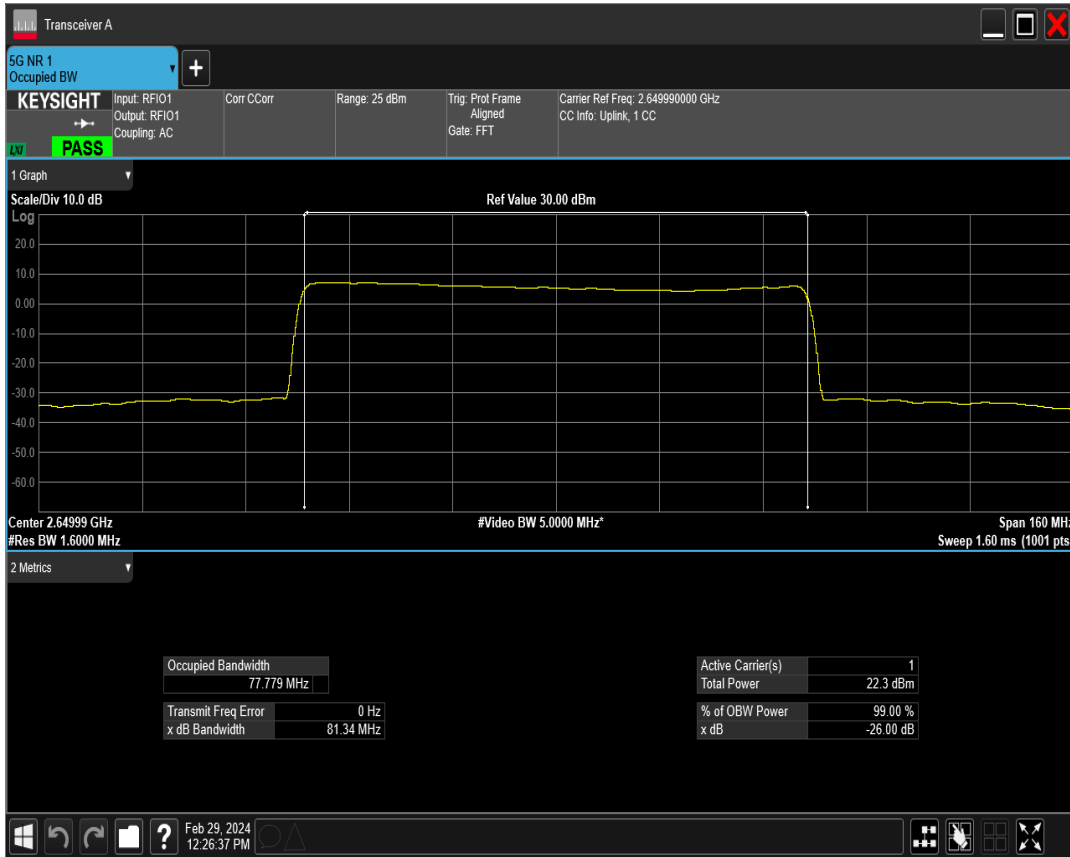 Transceiver A
5G NR 1
Occupied BW
KEYSIGHT
LXI
PASS
Input: RFIO1
Output: RFIO1
Coupling: AC
Corr CCorr
Range: 25 dBm
Trig: Prot Frame
Aligned
Gate: FFT
Carrier Ref Freq: 2.649990000 GHz
CC Info: Uplink, 1 CC
1 Graph
Scale/Div 10.0 dB
Ref Value 30.00 dBm
Log
20.0
10.0
0.00
-10.0
-20.0
-30.0
-40.0
-50.0
-60.0
Center 2.64999 GHz
#Video BW 5.0000 MHz*
Span 160 MHz
#Res BW 1.6000 MHz
Sweep 1.60 ms (1001 pts
2 Metrics
Occupied Bandwidth
77.779 MHz
Transmit Freq Error 0 Hz
x dB Bandwidth 81.34 MHz
Active Carrier(s) 1
Total Power 22.3 dBm
% of OBW Power 99.00 %
x dB -26.00 dB
?
Feb 29, 2024
12:26:37 PM